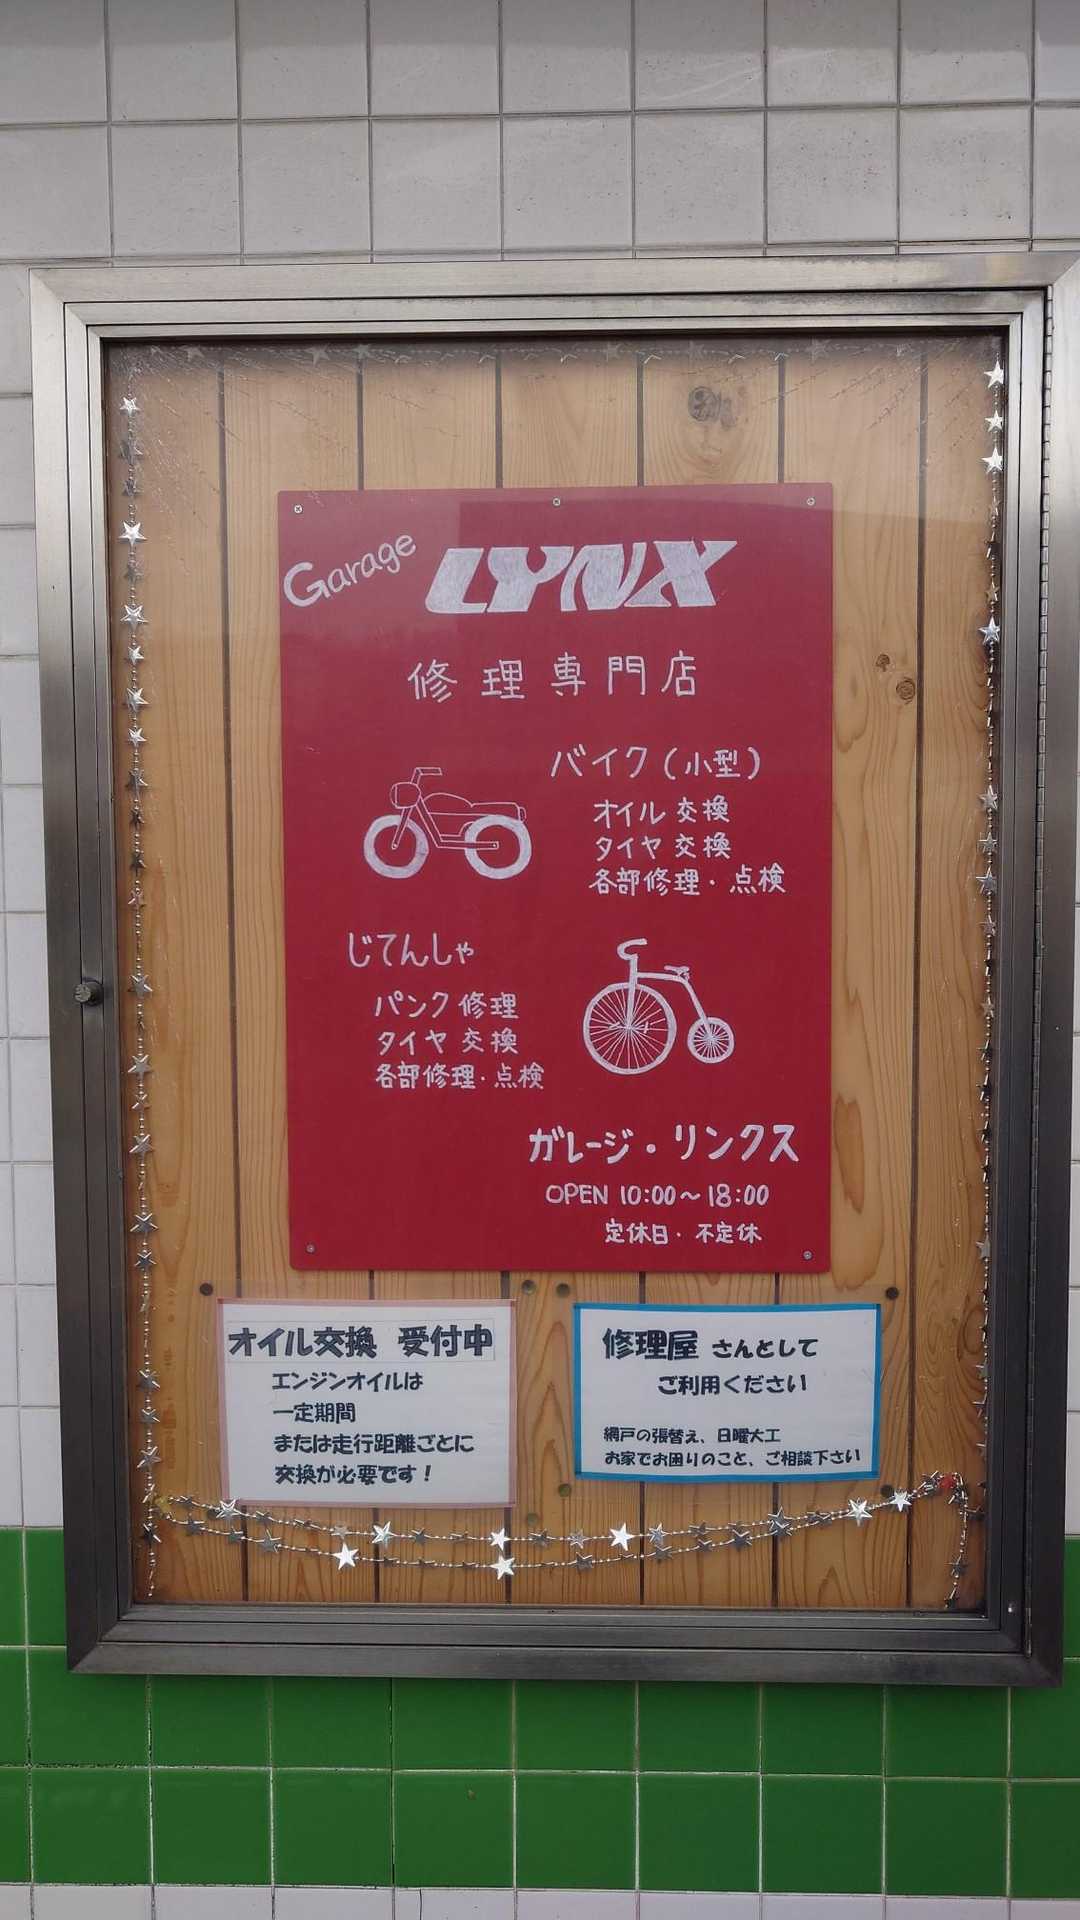 Garage LYNX
修理専門店
バイク(小型)
オイル交換
タイヤ交換
各部修理・点検
じてんしゃ
パンク修理
タイヤ交換
各部修理・点検
ガレージ・リンクス
OPEN 10:00～18:00
定休日・不定休
オイル交換 受付中
エンジンオイルは
一定期間
または走行距離ごとに
交換が必要です！
修理屋さんとして
ご利用ください
網戸の張替え、日曜大工
お家でお困りのこと、ご相談下さい